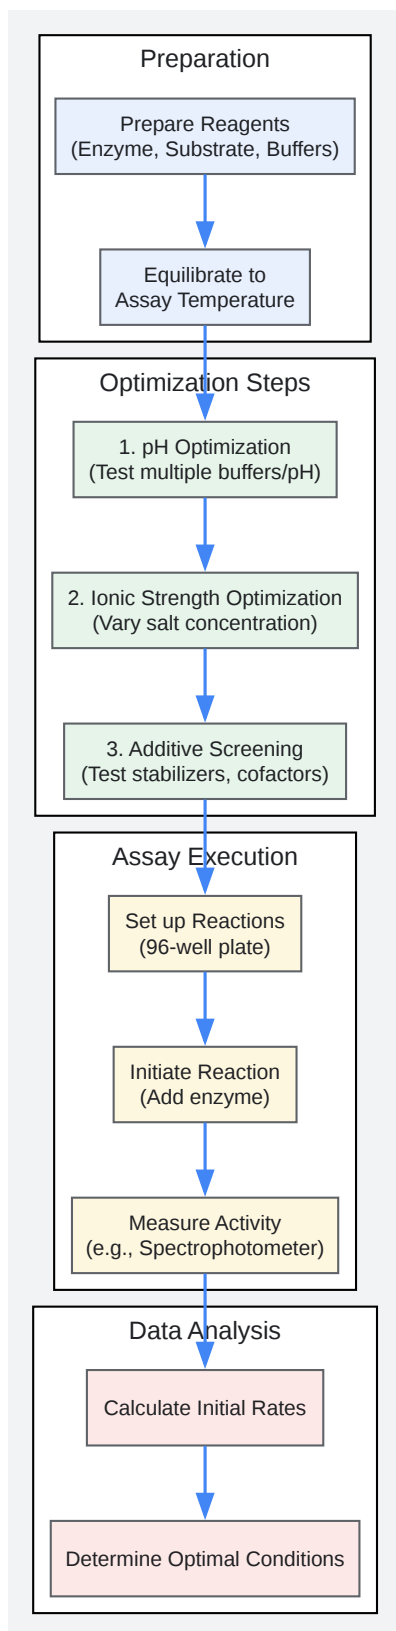 Preparation
Prepare Reagents
(Enzyme, Substrate, Buffers)
Equilibrate to
Assay Temperature
Optimization Steps
1. pH Optimization
(Test multiple buffers/pH)
2. Ionic Strength Optimization
(Vary salt concentration)
3. Additive Screening
(Test stabilizers, cofactors)
Assay Execution
Set up Reactions
(96-well plate)
Initiate Reaction
(Add enzyme)
Measure Activity
(e.g., Spectrophotometer)
Data Analysis
Calculate Initial Rates
Determine Optimal Conditions